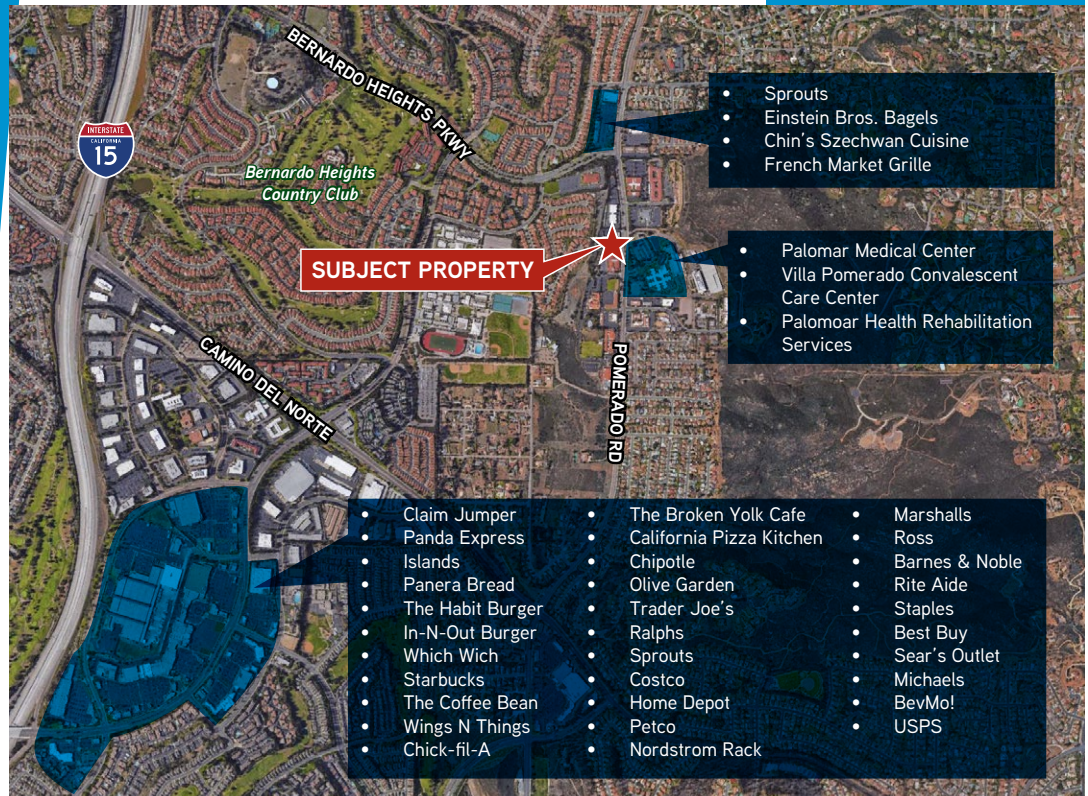 BERNARDO HEIGHTS PKWY
INTERSTATE
CALIFORNIA
15
Bernardo Heights
Country Club
• Sprouts
• Einstein Bros. Bagels
• Chin's Szechwan Cuisine
• French Market Grille
SUBJECT PROPERTY
• Palomar Medical Center
• Villa Pomerado Convalescent
Care Center
• Palomoar Health Rehabilitation
Services
CAMINO DEL NORTE
POMERADO RD
• Claim Jumper
• Panda Express
• Islands
• Panera Bread
• The Habit Burger
• In-N-Out Burger
• Which Wich
• Starbucks
• The Coffee Bean
• Wings N Things
• Chick-fil-A
• The Broken Yolk Cafe
• California Pizza Kitchen
• Chipotle
• Olive Garden
• Trader Joe's
• Ralphs
• Sprouts
• Costco
• Home Depot
• Petco
• Nordstrom Rack
• Marshalls
• Ross
• Barnes & Noble
• Rite Aide
• Staples
• Best Buy
• Sear's Outlet
• Michaels
• BevMo!
• USPS